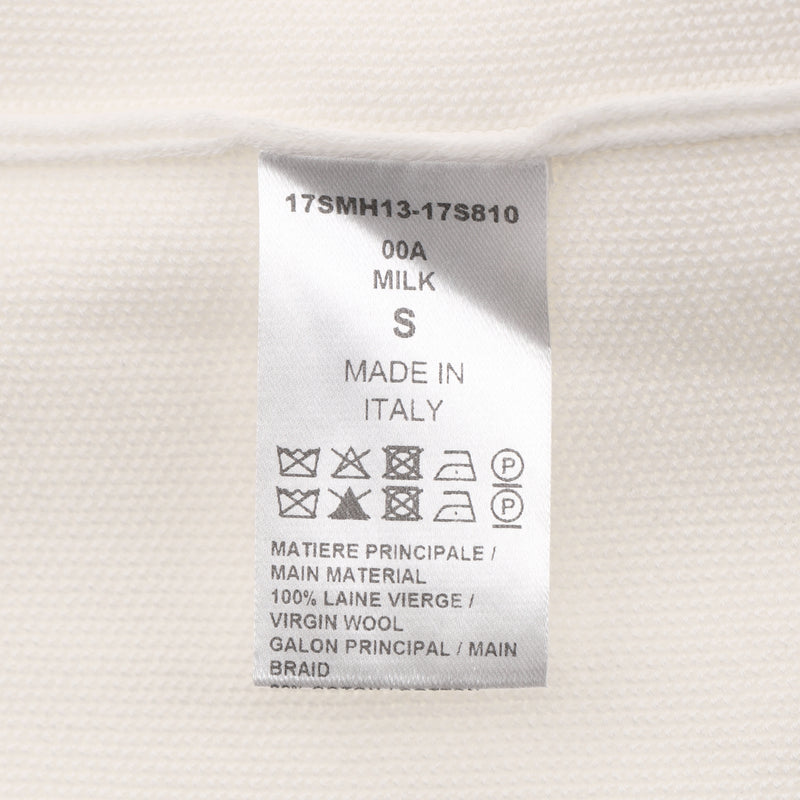 17SMH13-17S810
00A
MILK
S
MADE IN
ITALY
P
P
MATIERE PRINCIPALE /
MAIN MATERIAL
100% LAINE VIERGE /
VIRGIN WOOL
GALON PRINCIPAL / MAIN
BRAID